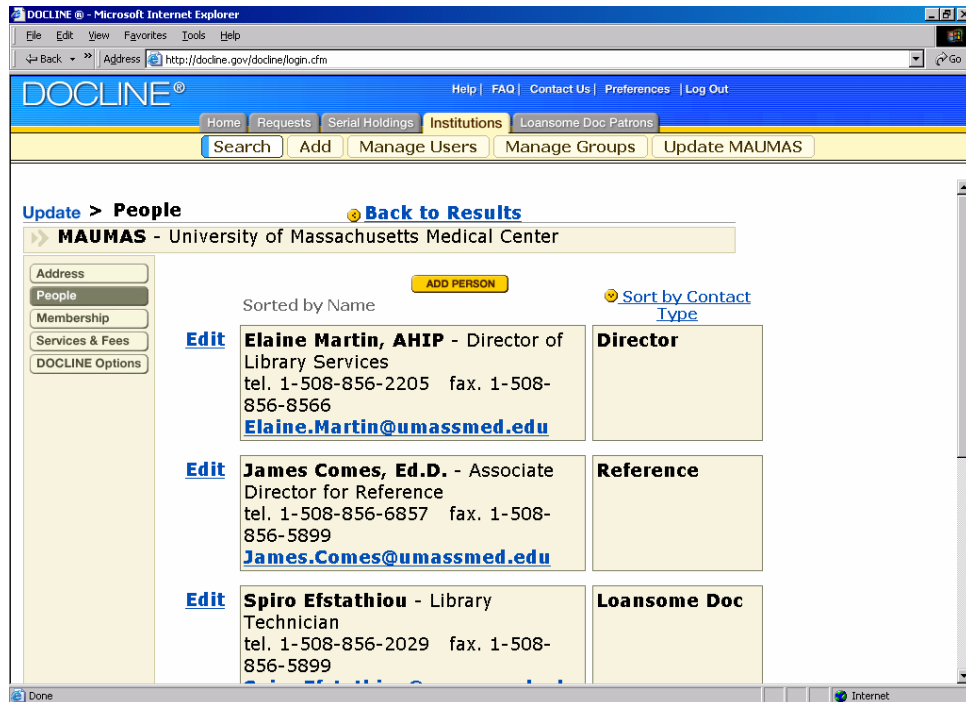 DOCLINE ® - Microsoft Internet Explorer
File Edit View Favorites Tools Help
Back » Address http://docline.gov/docline/login.cfm Go
DOCLINE®
Help | FAQ | Contact Us | Preferences | Log Out
Home Requests Serial Holdings Institutions Loansome Doc Patrons
Search Add Manage Users Manage Groups Update MAUMAS
Update > People Back to Results
MAUMAS - University of Massachusetts Medical Center
Address
People
Membership
Services & Fees
DOCLINE Options
ADD PERSON
Sorted by Name
Sort by Contact
Type
Edit
Elaine Martin, AHIP - Director of
Library Services
tel. 1-508-856-2205 fax. 1-508-
856-8566
Elaine.Martin@umassmed.edu
Director
Edit
James Comes, Ed.D. - Associate
Director for Reference
tel. 1-508-856-6857 fax. 1-508-
856-5899
James.Comes@umassmed.edu
Reference
Edit
Spiro Efstathiou - Library
Technician
tel. 1-508-856-2029 fax. 1-508-
856-5899
Loansome Doc
Done Internet